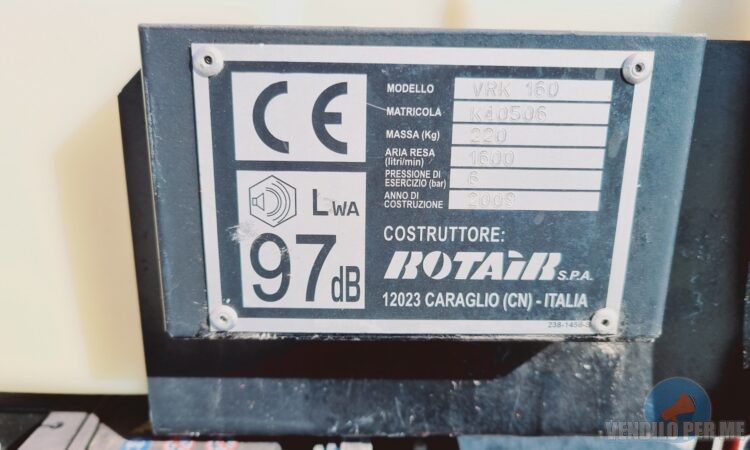 CE
MODELLO VRK 160
MATRICOLA K40506
MASSA (Kg) 220
ARIA RESA (litri/min) 1600
PRESSIONE DI ESERCIZIO (bar) 6
ANNO DI COSTRUZIONE 2009
LWA
97dB
COSTRUTTORE:
ROTAIR S.P.A.
12023 CARAGLIO (CN) - ITALIA
VENDILO PER ME